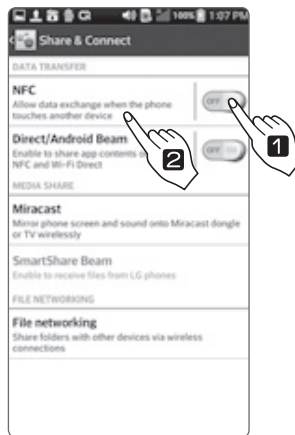 100% 1:07 PM
Share & Connect
DATA TRANSFER
NFC
Allow data exchange when the phone
touches another device
OFF
1
Direct/Android Beam
Enable to share app contents
NFC and Wi-Fi Direct
2
MEDIA SHARE
Miracast
Mirror phone screen and sound onto Miracast dongle
or TV wirelessly
SmartShare Beam
Enable to receive files from LG phones
FILE NETWORKING
File networking
Share folders with other devices via wireless
connections